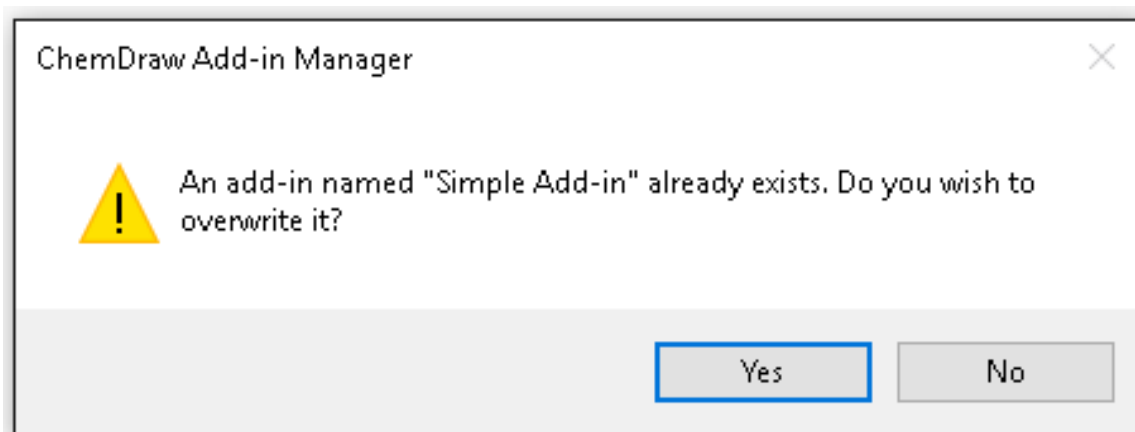 ChemDraw Add-in Manager
An add-in named "Simple Add-in" already exists. Do you wish to
overwrite it?
Yes
No